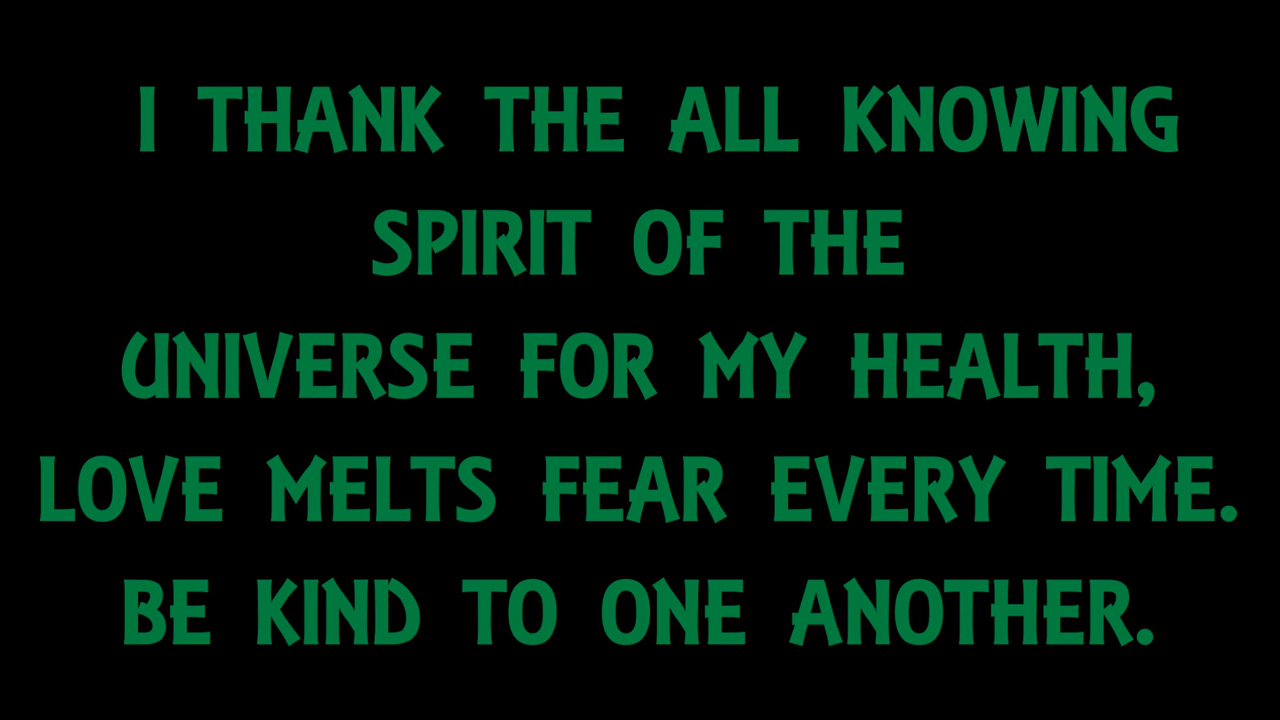 I THANK THE ALL KNOWING
SPIRIT OF THE
UNIVERSE FOR MY HEALTH,
LOVE MELTS FEAR EVERY TIME.
BE KIND TO ONE ANOTHER.